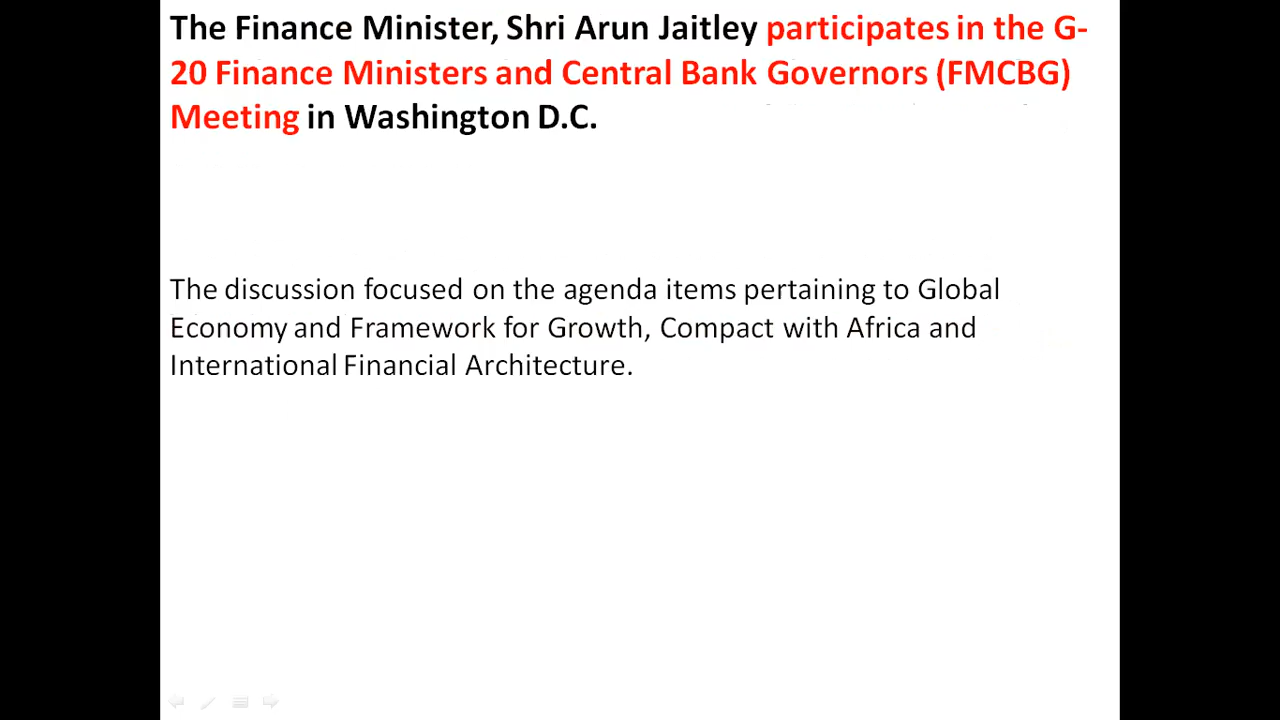 The Finance Minister, Shri Arun Jaitley participates in the G-
20 Finance Ministers and Central Bank Governors (FMCBG)
Meeting in Washington D.C.
The discussion focused on the agenda items pertaining to Global
Economy and Framework for Growth, Compact with Africa and
International Financial Architecture.